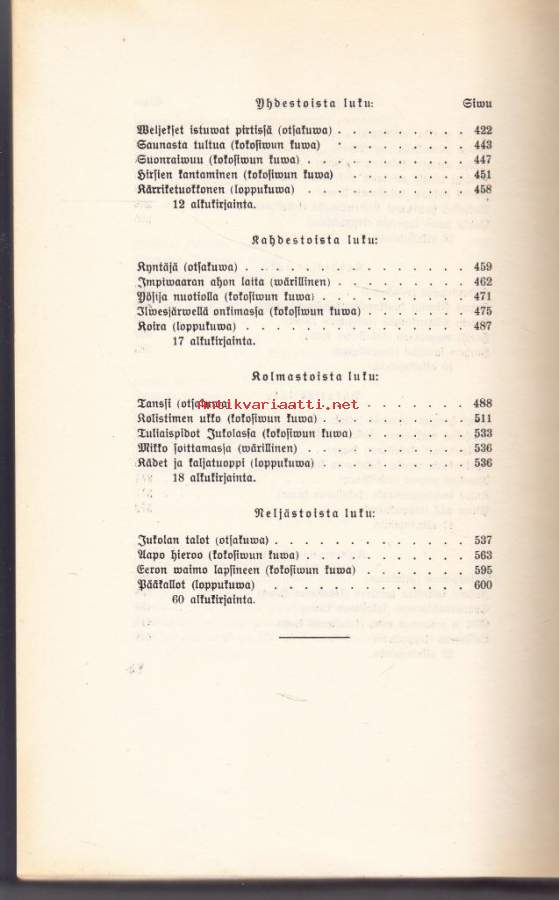 Yhdestoista luku: Siwu
Weljekset istuwat pirtissä (otsakuwa) . . . . . . . . . 422
Saunasta tultua (kokosiwun kuwa) . . . . . . . . . 443
Suonraiwuu (kokosiwun kuwa) . . . . . . . . . . . 447
Hirsien kantaminen (kokosiwun kuwa) . . . . . . . . 451
Kärriketuokkonen (loppukuwa) . . . . . . . . . . . 458
12 alkukirjainta.
Kahdestoista luku:
Kyntäjä (otsakuwa) . . . . . . . . . . . . . . . 459
Impiwaaran ahon laita (wärillinen) . . . . . . . . . 462
Pösijä nuotiolla (kokosiwun kuwa) . . . . . . . . . . 471
Ilwesjärwellä onkimassa (kokosiwun kuwa) . . . . . . . 475
Koira (loppukuwa) . . . . . . . . . . . . . . . 487
17 alkukirjainta.
Kolmastoista luku:
Tanssi (otsakuwa) . . . . . . . . . . . . . . . 488
antikvariaatti.net
Kolistimen ukko (kokosiwun kuwa) . . . . . . . . . . 511
Tuliaispidot Jukolassa (kokosiwun kuwa) . . . . . . . 533
Mikko soittamassa (wärillinen) . . . . . . . . . . . 536
Kädet ja kaljatuoppi (loppukuwa) . . . . . . . . . . 536
18 alkukirjainta.
Neljästoista luku:
Jukolan talot (otsakuwa) . . . . . . . . . . . . . 537
Aapo hieroo (kokosiwun kuwa) . . . . . . . . . . . 563
Eeron waimo lapsineen (kokosiwun kuwa) . . . . . . . 595
Pääkallot (loppukuwa) . . . . . . . . . . . . . 600
60 alkukirjainta.